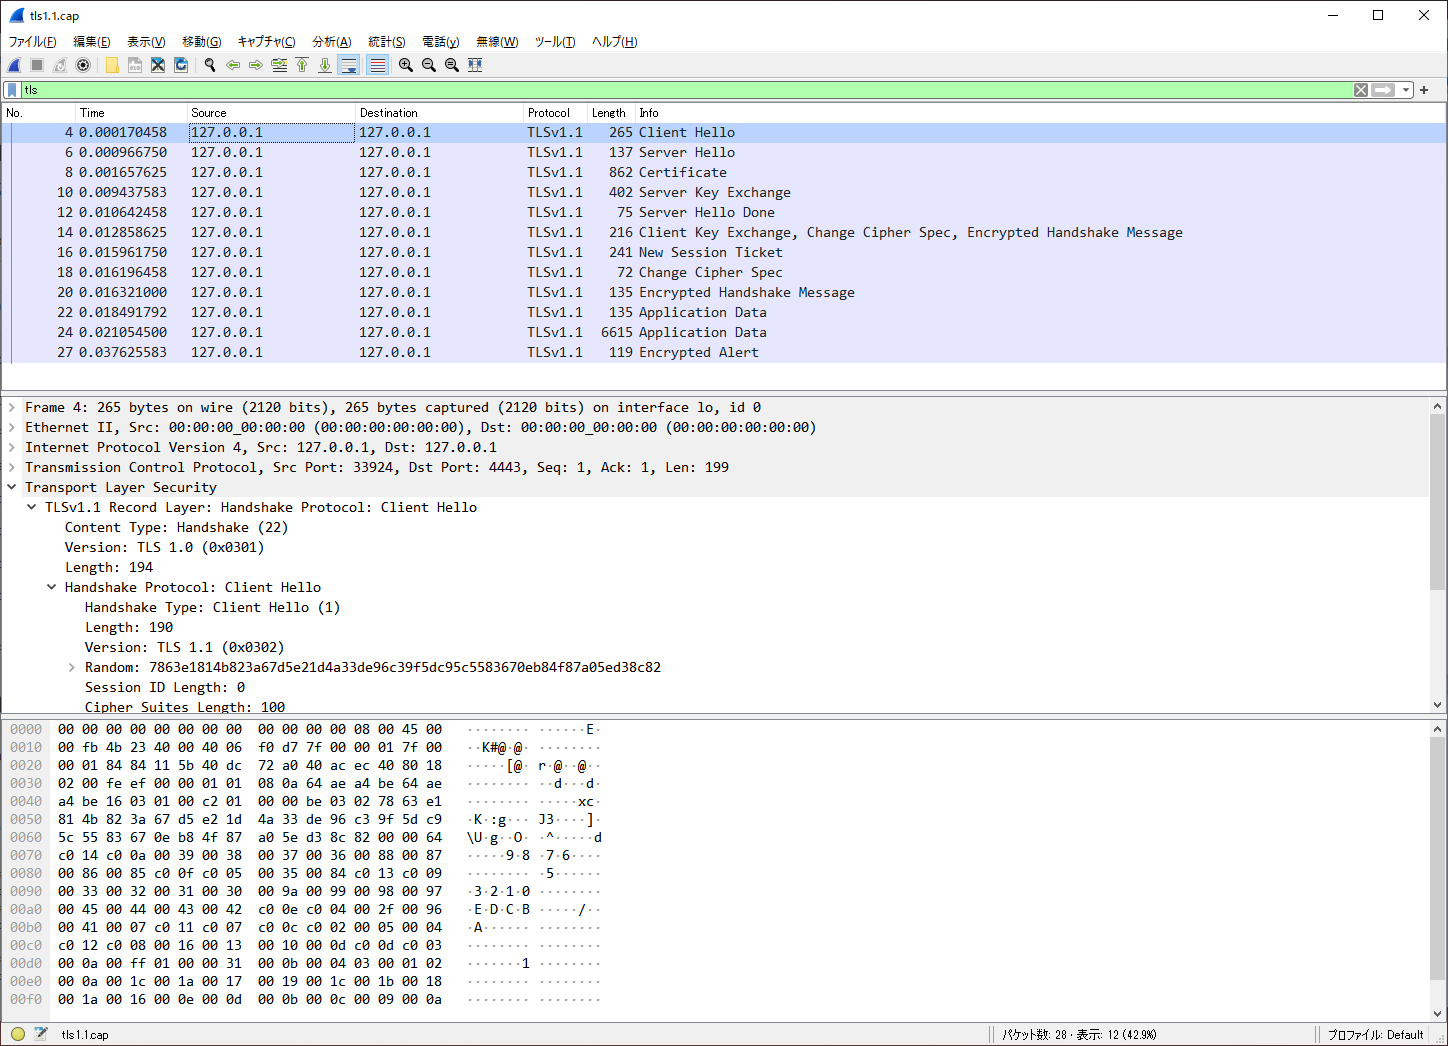 tls1.1.cap
ファイル(F) 編集(E) 表示(V) 移動(G) キャプチャ(C) 分析(A) 統計(S) 電話(y) 無線(W) ツール(T) ヘルプ(H)
tls
No. Time Source Destination Protocol Length Info
4 0.000170458 127.0.0.1 127.0.0.1 TLSv1.1 265 Client Hello
6 0.000966750 127.0.0.1 127.0.0.1 TLSv1.1 137 Server Hello
8 0.001657625 127.0.0.1 127.0.0.1 TLSv1.1 862 Certificate
10 0.009437583 127.0.0.1 127.0.0.1 TLSv1.1 402 Server Key Exchange
12 0.010642458 127.0.0.1 127.0.0.1 TLSv1.1 75 Server Hello Done
14 0.012858625 127.0.0.1 127.0.0.1 TLSv1.1 216 Client Key Exchange, Change Cipher Spec, Encrypted Handshake Message
16 0.015961750 127.0.0.1 127.0.0.1 TLSv1.1 241 New Session Ticket
18 0.016196458 127.0.0.1 127.0.0.1 TLSv1.1 72 Change Cipher Spec
20 0.016321000 127.0.0.1 127.0.0.1 TLSv1.1 135 Encrypted Handshake Message
22 0.018491792 127.0.0.1 127.0.0.1 TLSv1.1 135 Application Data
24 0.021054500 127.0.0.1 127.0.0.1 TLSv1.1 6615 Application Data
27 0.037625583 127.0.0.1 127.0.0.1 TLSv1.1 119 Encrypted Alert
Frame 4: 265 bytes on wire (2120 bits), 265 bytes captured (2120 bits) on interface lo, id 0
Ethernet II, Src: 00:00:00_00:00:00 (00:00:00:00:00:00), Dst: 00:00:00_00:00:00 (00:00:00:00:00:00)
Internet Protocol Version 4, Src: 127.0.0.1, Dst: 127.0.0.1
Transmission Control Protocol, Src Port: 33924, Dst Port: 4443, Seq: 1, Ack: 1, Len: 199
Transport Layer Security
TLSv1.1 Record Layer: Handshake Protocol: Client Hello
Content Type: Handshake (22)
Version: TLS 1.0 (0x0301)
Length: 194
Handshake Protocol: Client Hello
Handshake Type: Client Hello (1)
Length: 190
Version: TLS 1.1 (0x0302)
Random: 7863e1814b823a67d5e21d4a33de96c39f5dc95c5583670eb84f87a05ed38c82
Session ID Length: 0
Cipher Suites Length: 100
0000 00 00 00 00 00 00 00 00 00 00 00 00 08 00 45 00 ········ ······E·
0010 00 fb 4b 23 40 00 40 06 f0 d7 7f 00 00 01 7f 00 ··K#@·@· ········
0020 00 01 84 84 11 5b 40 dc 72 a0 40 ac ec 40 80 18 ·····[@· r·@··@··
0030 02 00 fe ef 00 00 01 01 08 0a 64 ae a4 be 64 ae ········ ··d···d·
0040 a4 be 16 03 01 00 c2 01 00 00 be 03 02 78 63 e1 ········ ·····xc·
0050 81 4b 82 3a 67 d5 e2 1d 4a 33 de 96 c3 9f 5d c9 ·K·:g··· J3····]·
0060 5c 55 83 67 0e b8 4f 87 a0 5e d3 8c 82 00 00 64 \U·g··O· ·^·····d
0070 c0 14 c0 0a 00 39 00 38 00 37 00 36 00 88 00 87 ·····9·8 ·7·6····
0080 00 86 00 85 c0 0f c0 05 00 35 00 84 c0 13 c0 09 ········ ·5······
0090 00 33 00 32 00 31 00 30 00 9a 00 99 00 98 00 97 ·3·2·1·0 ········
00a0 00 45 00 44 00 43 00 42 c0 0e c0 04 00 2f 00 96 ·E·D·C·B ·····/··
00b0 00 41 00 07 c0 11 c0 07 c0 0c c0 02 00 05 00 04 ·A······ ········
00c0 c0 12 c0 08 00 16 00 13 00 10 00 0d c0 0d c0 03 ········ ········
00d0 00 0a 00 ff 01 00 00 31 00 0b 00 04 03 00 01 02 ·······1 ········
00e0 00 0a 00 1c 00 1a 00 17 00 19 00 1c 00 1b 00 18 ········ ········
00f0 00 1a 00 16 00 0e 00 0d 00 0b 00 0c 00 09 00 0a ········ ········
tls1.1.cap パケット数: 28 · 表示: 12 (42.9%) プロファイル: Default